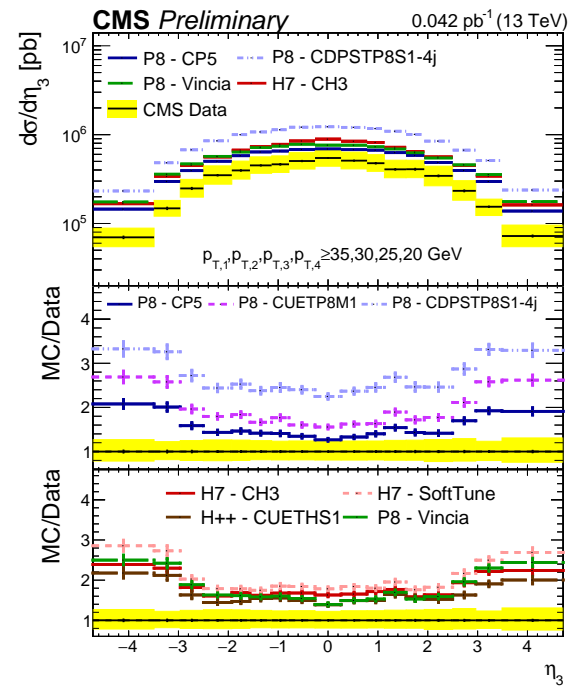 CMS Preliminary 0.042 pb⁻¹ (13 TeV)
dσ/dη₃ [pb]
10⁷
10⁶
10⁵
P8 - CP5 P8 - CDPSTP8S1-4j
P8 - Vincia H7 - CH3
CMS Data
p_T,1,p_T,2,p_T,3,p_T,4≥35,30,25,20 GeV
MC/Data
4
3
2
1
P8 - CP5 P8 - CUETP8M1 P8 - CDPSTP8S1-4j
MC/Data
4
3
2
1
H7 - CH3 H7 - SoftTune
H++ - CUETHS1 P8 - Vincia
−4 −3 −2 −1 0 1 2 3 4
η₃